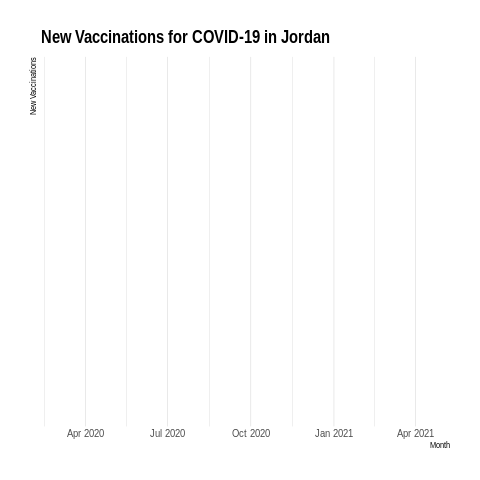 New Vaccinations for COVID-19 in Jordan
New Vaccinations
Apr 2020
Jul 2020
Oct 2020
Jan 2021
Apr 2021
Month